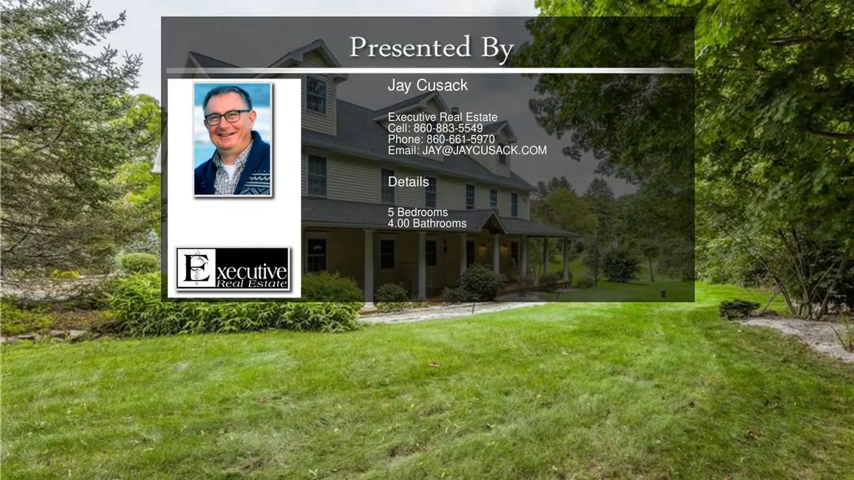 Presented By
Jay Cusack
Executive Real Estate
Cell: 860-883-5549
Phone: 860-661-5970
Email: JAY@JAYCUSACK.COM
Details
5 Bedrooms
4.00 Bathrooms
Executive
Real Estate